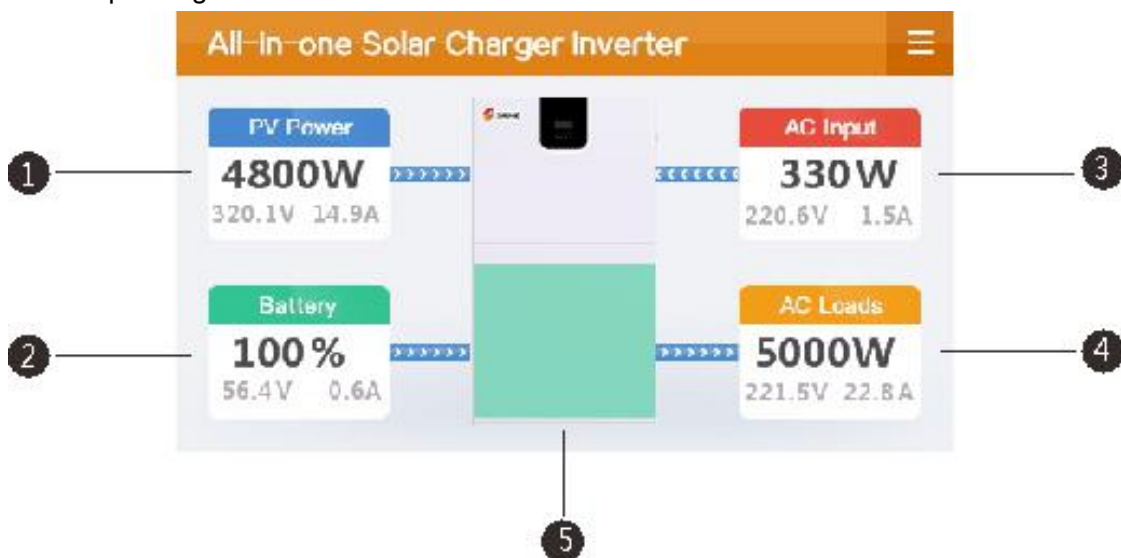 All-in-one Solar Charger Inverter
PV Power
4800W
320.1V 14.9A
AC Input
330W
220.6V 1.5A
Battery
100%
56.4V 0.6A
AC Loads
5000W
221.5V 22.8A
1
2
3
4
5